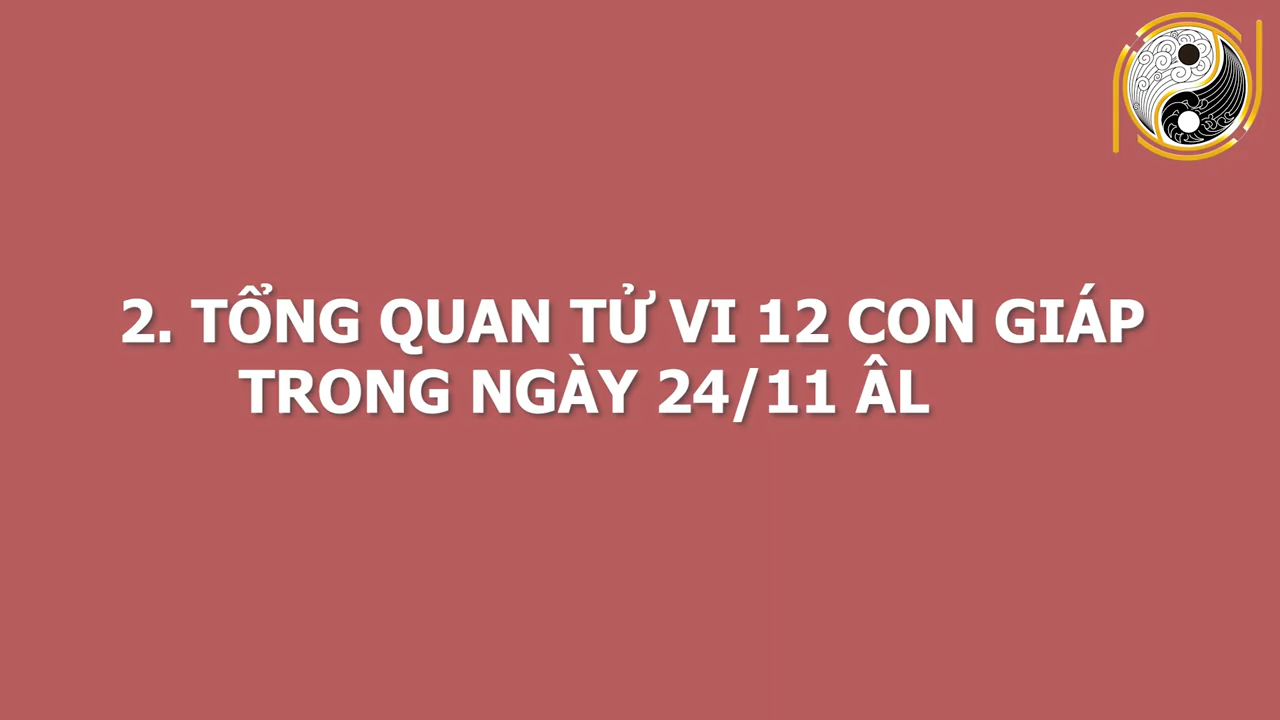 2. TỔNG QUAN TỬ VI 12 CON GIÁP
TRONG NGÀY 24/11 ÂL